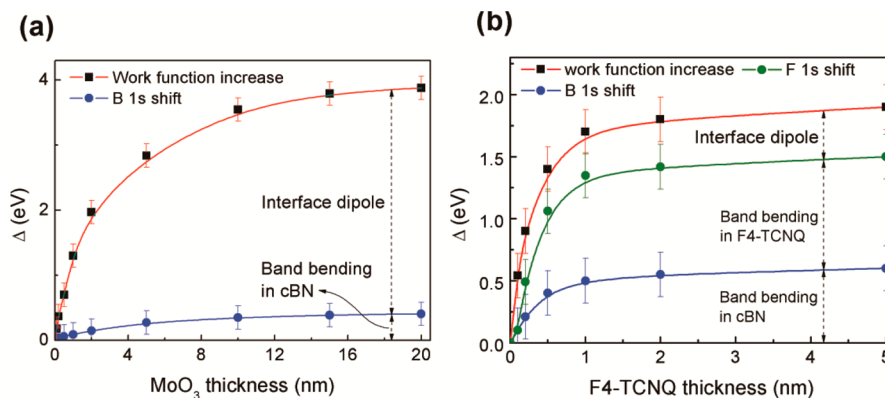 (a)
Work function increase
B 1s shift
Interface dipole
Band bending
in cBN
4
2
0
0
4
8
12
16
20
Δ (eV)
MoO₃ thickness (nm)
(b)
work function increase
F 1s shift
B 1s shift
Interface dipole
Band bending
in F4-TCNQ
Band bending
in cBN
2.0
1.5
1.0
0.5
0.0
0
1
2
3
4
5
Δ (eV)
F4-TCNQ thickness (nm)